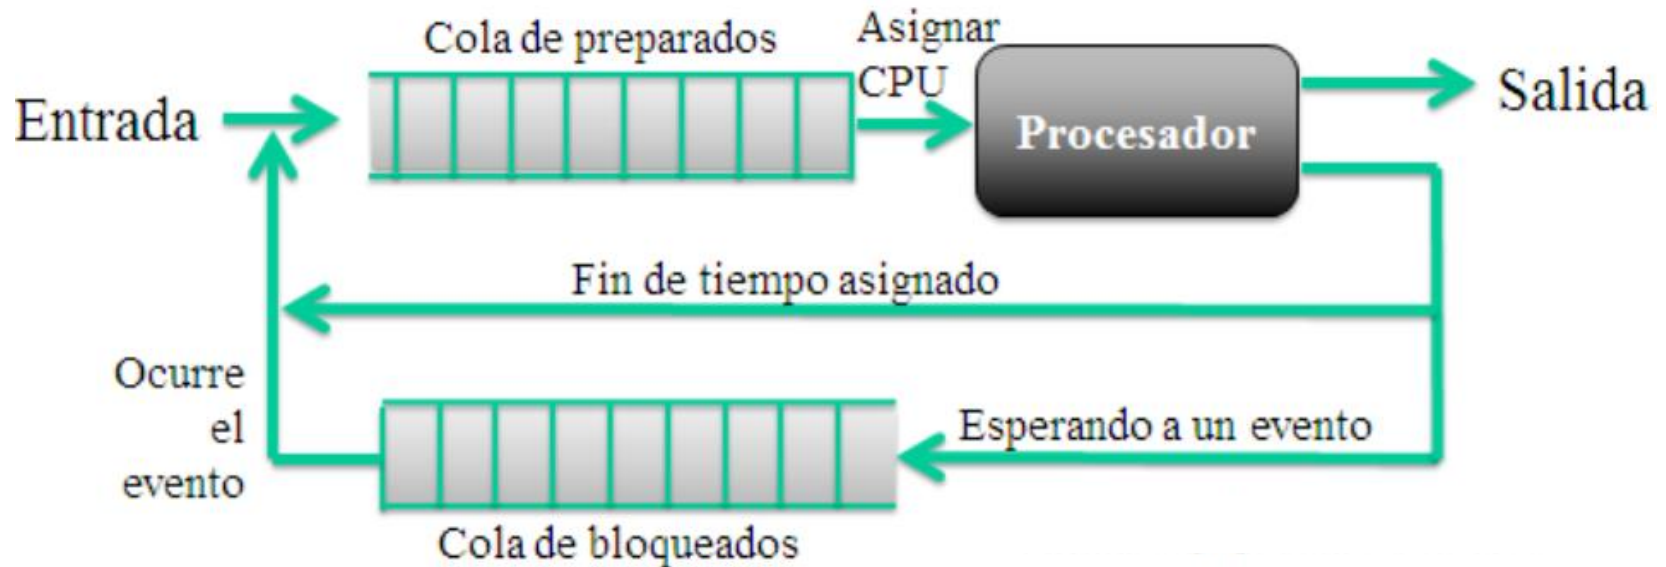 Cola de preparados
Asignar
CPU
Entrada
Procesador
Salida
Fin de tiempo asignado
Ocurre
el
evento
Esperando a un evento
Cola de bloqueados